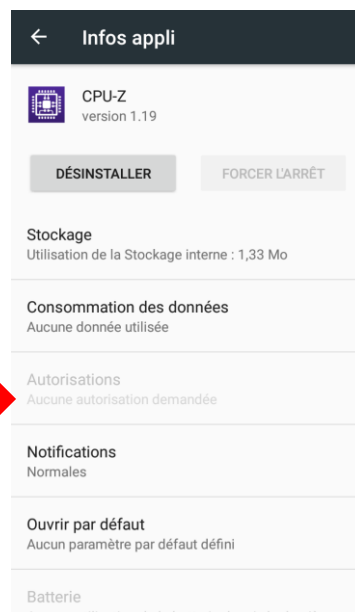 Infos appli
CPU-Z
version 1.19
DÉSINSTALLER
FORCER L'ARRÊT
Stockage
Utilisation de la Stockage interne : 1,33 Mo
Consommation des données
Aucune donnée utilisée
Autorisations
Aucune autorisation demandée
Notifications
Normales
Ouvrir par défaut
Aucun paramètre par défaut défini
Batterie